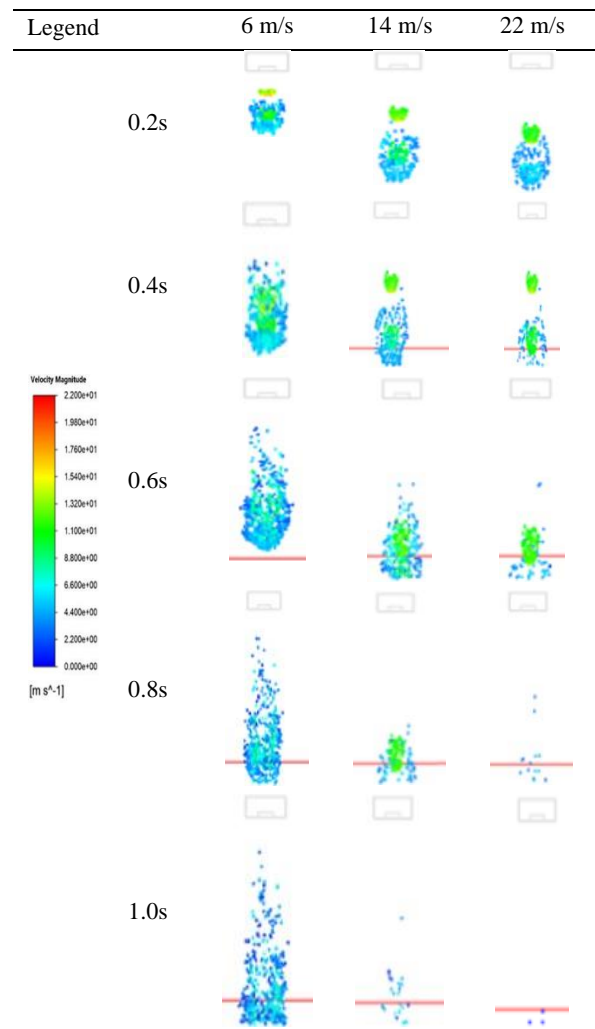 Legend 6 m/s 14 m/s 22 m/s
0.2s
0.4s
Velocity Magnitude
2.200e+01
1.980e+01
1.760e+01
1.540e+01
1.320e+01
1.100e+01
8.800e+00
6.600e+00
4.400e+00
2.200e+00
0.000e+00
[m s^-1]
0.6s
0.8s
1.0s